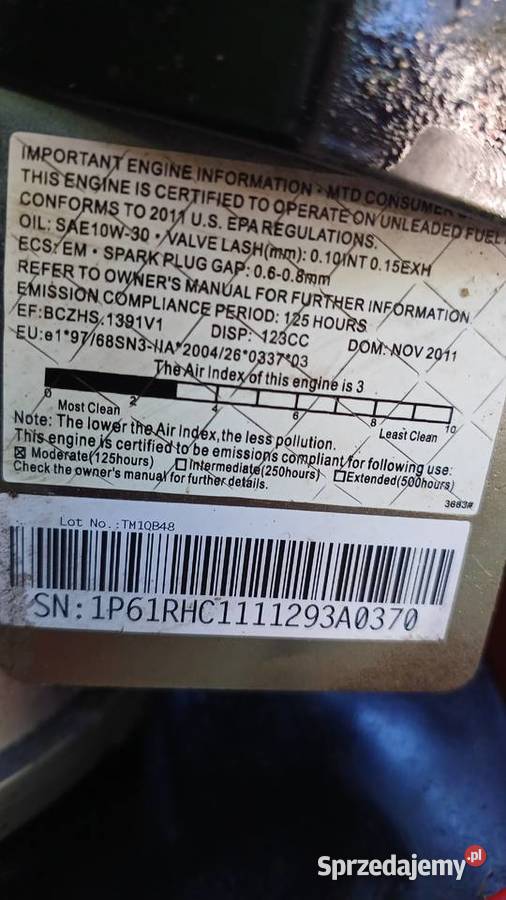 IMPORTANT ENGINE INFORMATION - MTD CONSUMER
THIS ENGINE IS CERTIFIED TO OPERATE ON UNLEADED FUEL
CONFORMS TO 2011 U.S. EPA REGULATIONS.
OIL: SAE10W-30 • VALVE LASH(mm): 0.10INT 0.15EXH
ECS: EM • SPARK PLUG GAP: 0.6-0.8mm
REFER TO OWNER'S MANUAL FOR FURTHER INFORMATION
EMISSION COMPLIANCE PERIOD: 125 HOURS
EF:BCZHS.1391V1 DISP: 123CC DOM: NOV 2011
EU:e1*97/68SN3-IIA*2004/26*0337*03
The Air Index of this engine is 3
0 2 4 6 8 10
Most Clean Least Clean
Note: The lower the Air Index,the less pollution.
This engine is certified to be emissions compliant for following use:
☒ Moderate(125hours) ☐Intermediate(250hours) ☐Extended(500hours)
Check the owner's manual for further details.
3683#
Lot No.:TM1QB48
SN:1P61RHC1111293A0370
Sprzedajemy.pl